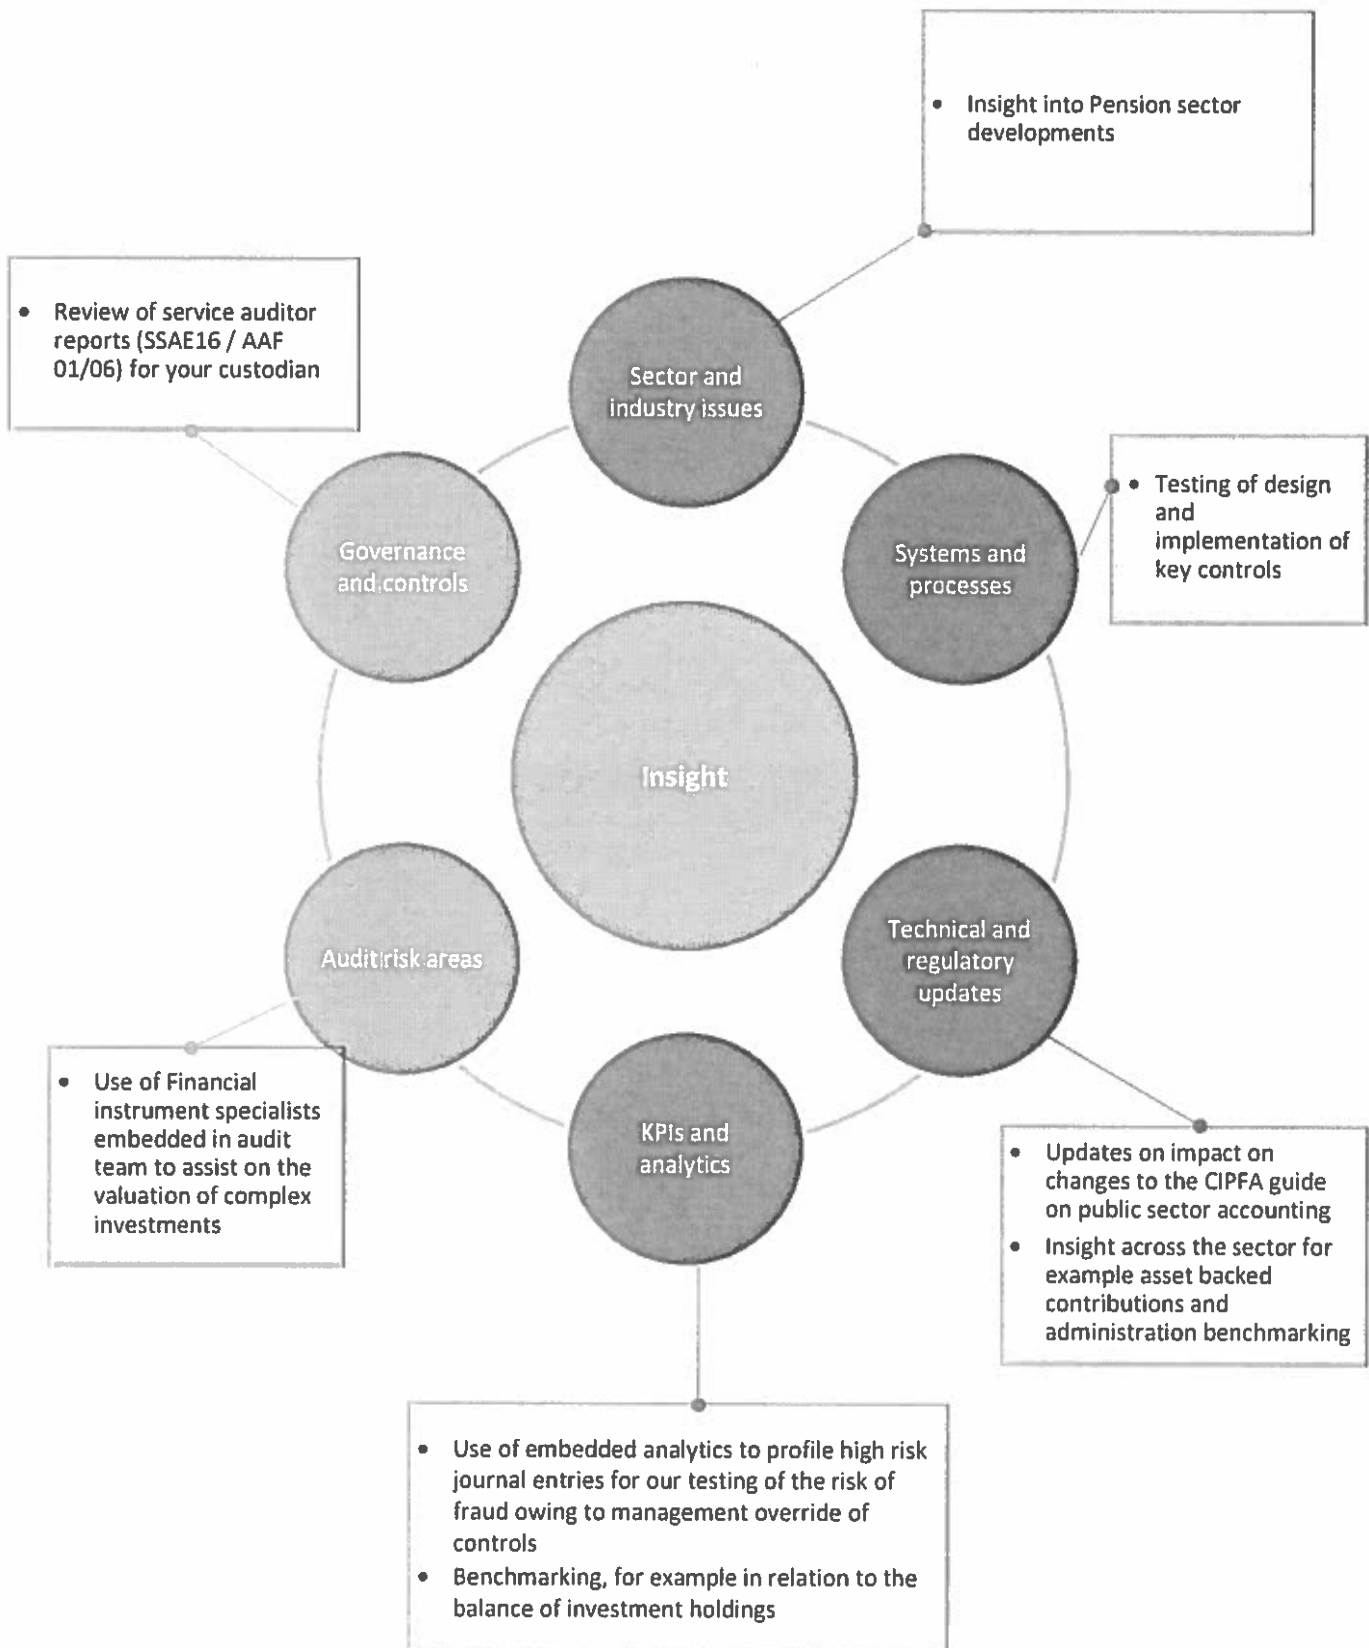 • Insight into Pension sector
developments
• Review of service auditor
reports (SSAE16 / AAF
01/06) for your custodian
Sector and
industry issues
• Testing of design
and
implementation of
key controls
Governance
and controls
Systems and
processes
Insight
Audit risk areas
Technical and
regulatory
updates
• Use of Financial
instrument specialists
embedded in audit
team to assist on the
valuation of complex
investments
KPIs and
analytics
• Updates on impact on
changes to the CIPFA guide
on public sector accounting
• Insight across the sector for
example asset backed
contributions and
administration benchmarking
• Use of embedded analytics to profile high risk
journal entries for our testing of the risk of
fraud owing to management override of
controls
• Benchmarking, for example in relation to the
balance of investment holdings